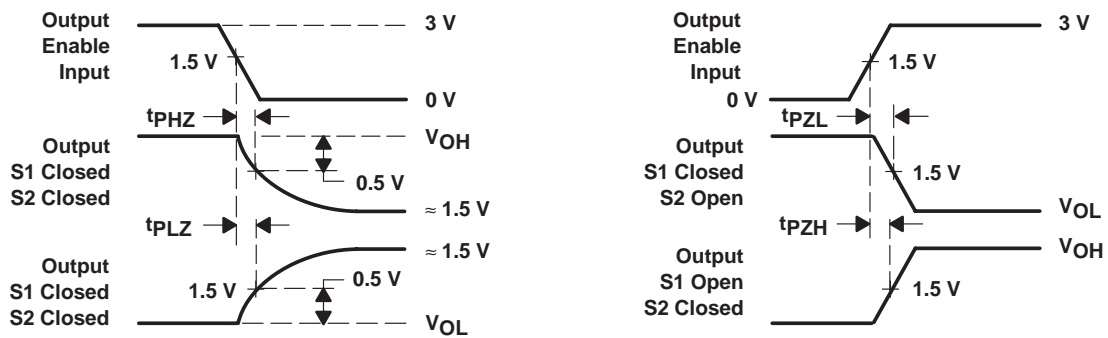 Output
Enable
Input
3 V
1.5 V
0 V
tPHZ
VOH
Output
S1 Closed
S2 Closed
0.5 V
≈ 1.5 V
tPLZ
≈ 1.5 V
Output
S1 Closed
S2 Closed
1.5 V
0.5 V
VOL
Output
Enable
Input
3 V
1.5 V
0 V
tPZL
Output
S1 Closed
S2 Open
1.5 V
VOL
tPZH
VOH
Output
S1 Open
S2 Closed
1.5 V